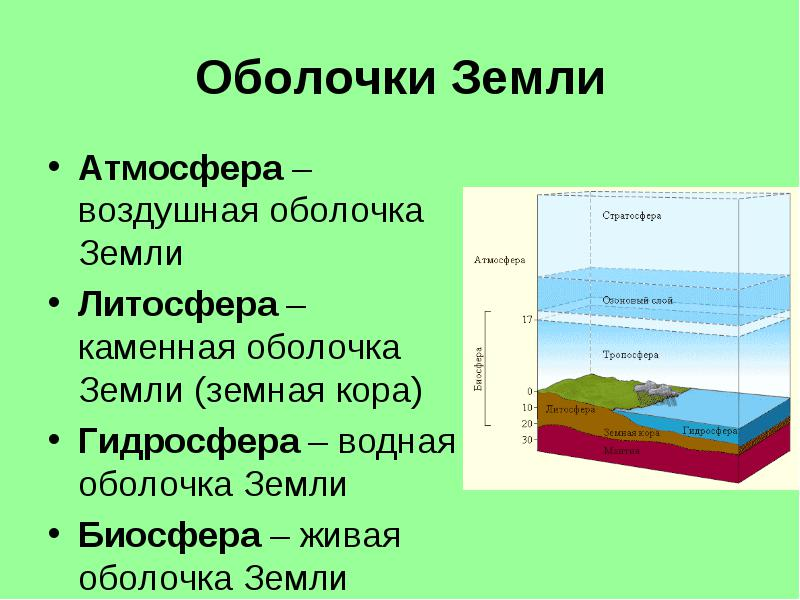 Оболочки Земли
• Атмосфера –
воздушная оболочка
Земли
• Литосфера –
каменная оболочка
Земли (земная кора)
• Гидросфера – водная
оболочка Земли
• Биосфера – живая
оболочка Земли
Стратосфера
Атмосфера
Озоновый слой
17
Тропосфера
Биосфера
0
Литосфера
10
Гидросфера
20
Земная кора
30
Мантия